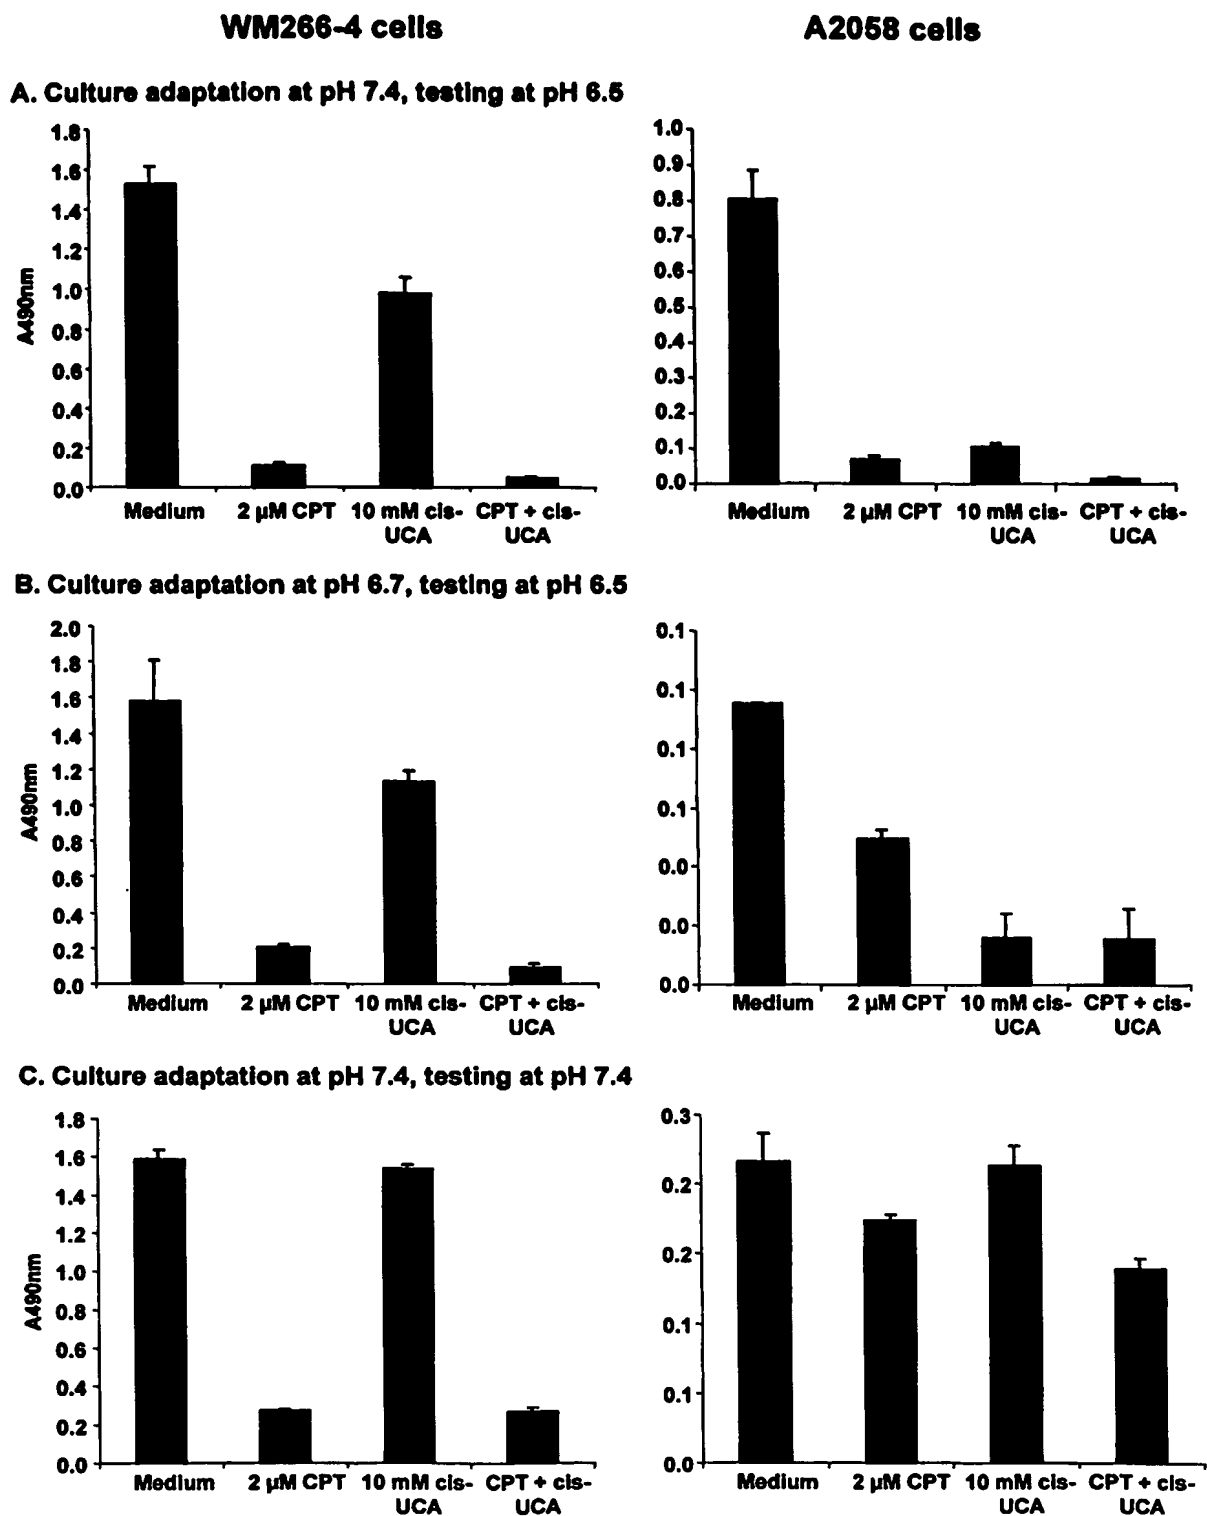 WM266-4 cells
A2058 cells
A. Culture adaptation at pH 7.4, testing at pH 6.5
1.8
1.6
1.4
1.2
1.0
0.8
0.6
0.4
0.2
0.0
A490nm
Medium
2 µM CPT
10 mM cis-
UCA
CPT + cis-
UCA
1.0
0.9
0.8
0.7
0.6
0.5
0.4
0.3
0.2
0.1
0.0
Medium
2 µM CPT
10 mM cis-
UCA
CPT + cis-
UCA
B. Culture adaptation at pH 6.7, testing at pH 6.5
2.0
1.8
1.6
1.4
1.2
1.0
0.8
0.6
0.4
0.2
0.0
A490nm
Medium
2 µM CPT
10 mM cis-
UCA
CPT + cis-
UCA
0.1
0.1
0.1
0.1
0.0
0.0
0.0
Medium
2 µM CPT
10 mM cis-
UCA
CPT + cis-
UCA
C. Culture adaptation at pH 7.4, testing at pH 7.4
1.8
1.6
1.4
1.2
1.0
0.8
0.6
0.4
0.2
0.0
A490nm
Medium
2 µM CPT
10 mM cis-
UCA
CPT + cis-
UCA
0.3
0.2
0.2
0.1
0.1
0.0
Medium
2 µM CPT
10 mM cis-
UCA
CPT + cis-
UCA